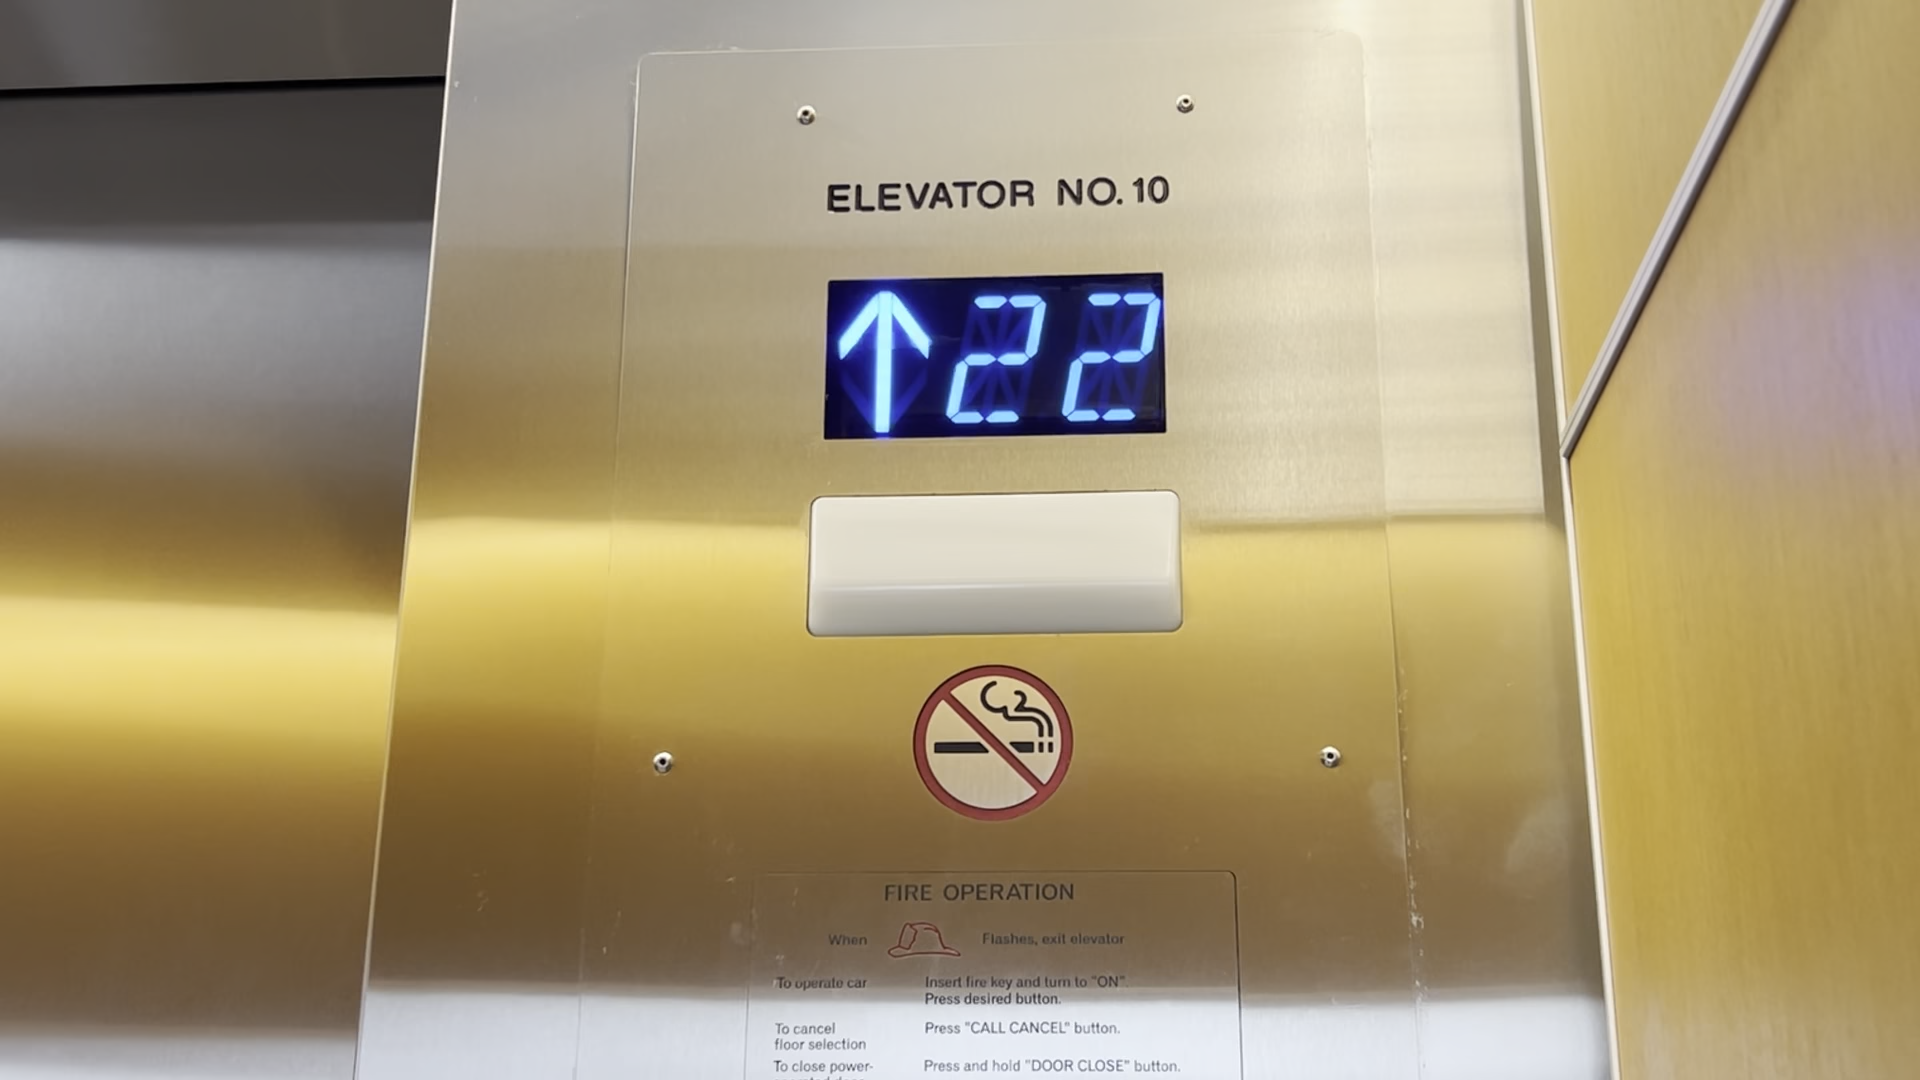 ELEVATOR NO. 10
22
FIRE OPERATION
When Flashes, exit elevator
To operate car Insert fire key and turn to "ON".
Press desired button.
To cancel Press "CALL CANCEL" button.
floor selection
To close power- Press and hold "DOOR CLOSE" button.